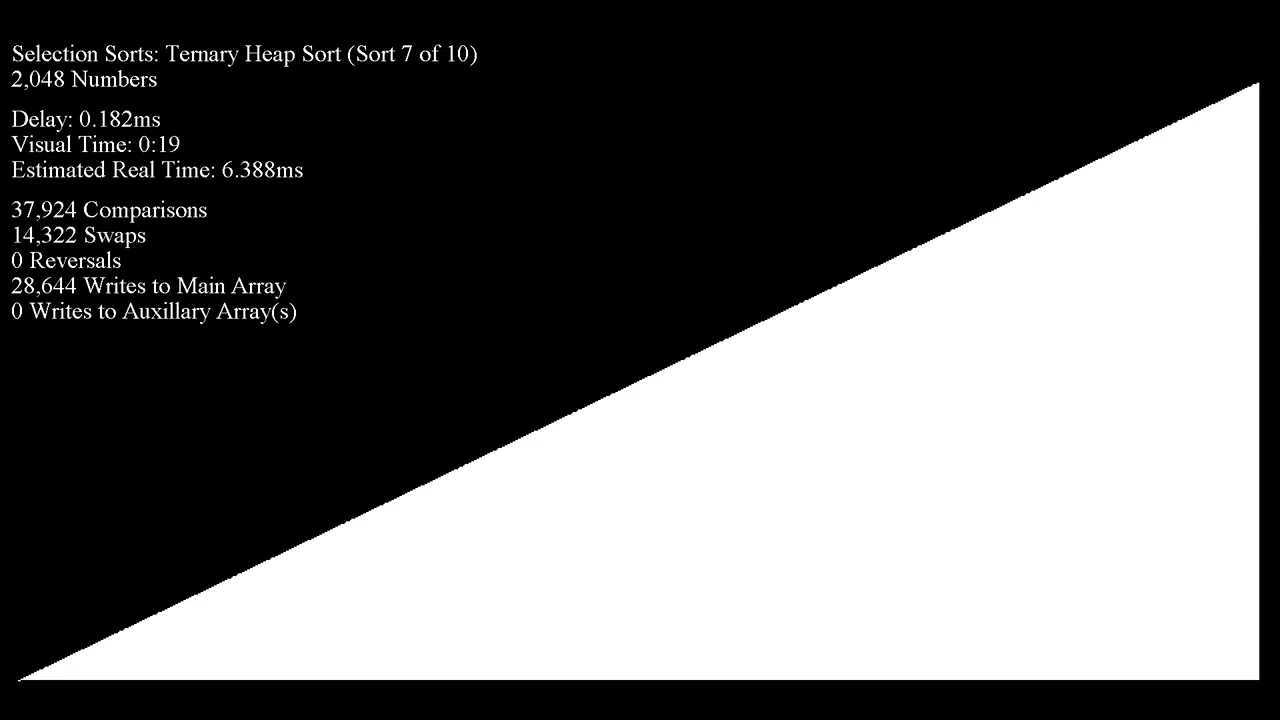 Selection Sorts: Ternary Heap Sort (Sort 7 of 10)
2,048 Numbers
Delay: 0.182ms
Visual Time: 0:19
Estimated Real Time: 6.388ms
37,924 Comparisons
14,322 Swaps
0 Reversals
28,644 Writes to Main Array
0 Writes to Auxillary Array(s)